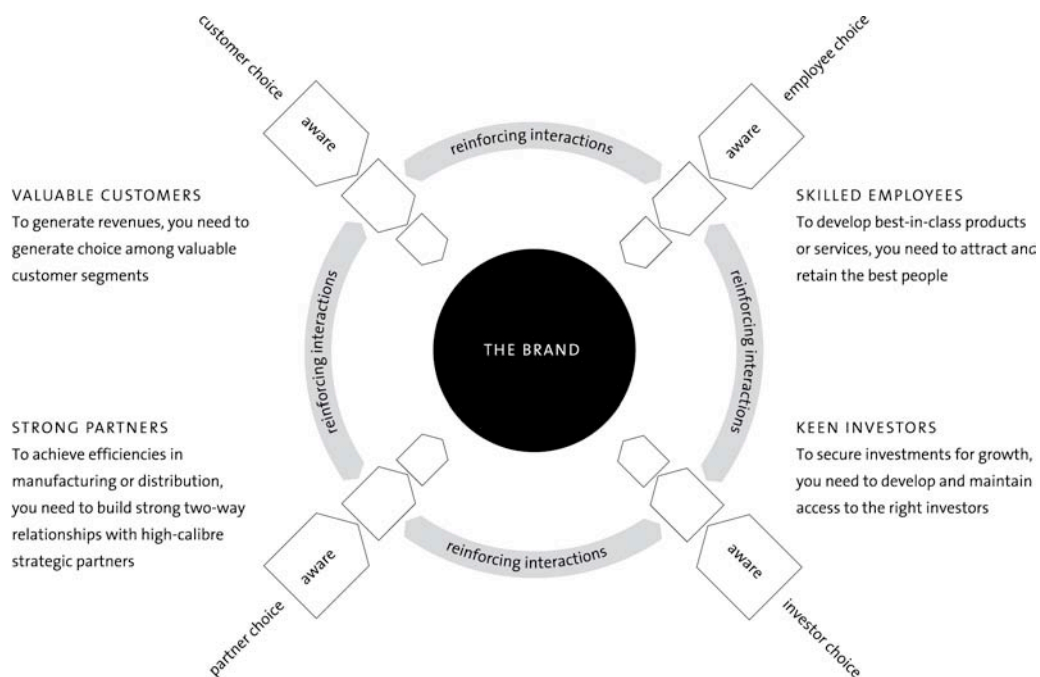 customer choice
aware
employee choice
aware
reinforcing interactions
VALUABLE CUSTOMERS
To generate revenues, you need to
generate choice among valuable
customer segments
SKILLED EMPLOYEES
To develop best-in-class products
or services, you need to attract and
retain the best people
reinforcing interactions
THE BRAND
reinforcing interactions
STRONG PARTNERS
To achieve efficiencies in
manufacturing or distribution,
you need to build strong two-way
relationships with high-calibre
strategic partners
KEEN INVESTORS
To secure investments for growth,
you need to develop and maintain
access to the right investors
reinforcing interactions
aware
partner choice
aware
investor choice